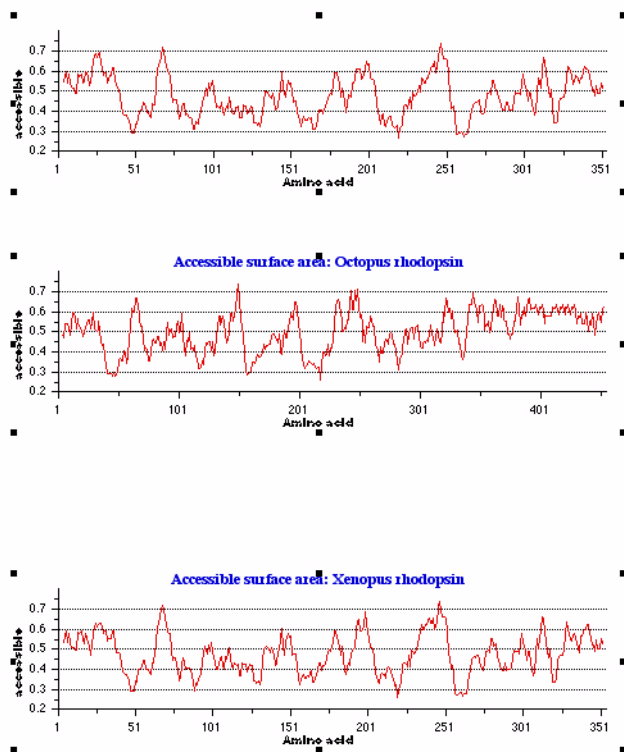 0.7
0.6
0.5
0.4
0.3
0.2
accessible
1 51 101 151 201 251 301 351
Amino acid
Accessible surface area: Octopus rhodopsin
0.7
0.6
0.5
0.4
0.3
0.2
accessible
1 101 201 301 401
Amino acid
Accessible surface area: Xenopus rhodopsin
0.7
0.6
0.5
0.4
0.3
0.2
accessible
1 51 101 151 201 251 301 351
Amino acid